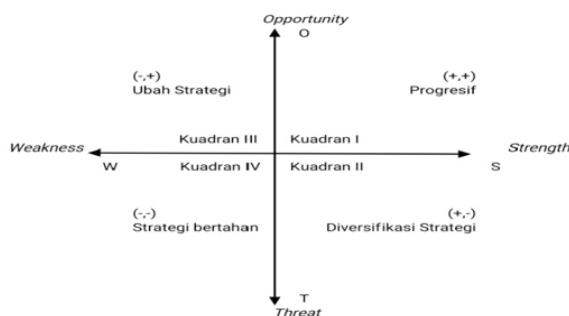 Opportunity
O
(-,+)
Ubah Strategi
(+,+)
Progresif
Kuadran III
Kuadran I
Weakness
Strength
W
Kuadran IV
Kuadran II
S
(-,-)
Strategi bertahan
(+,-)
Diversifikasi Strategi
T
Threat